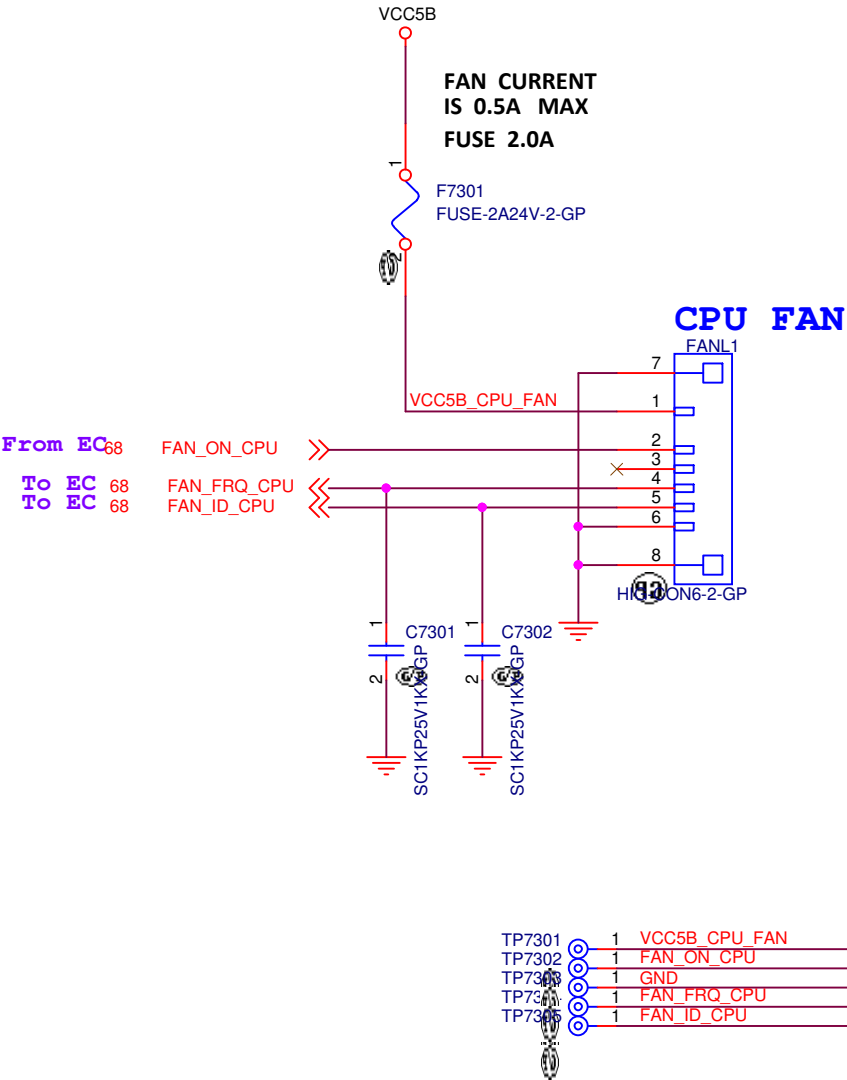 VCC5B
FAN CURRENT
IS 0.5A MAX
FUSE 2.0A
1
F7301
FUSE-2A24V-2-GP
2
CPU FAN
FANL1
7
VCC5B_CPU_FAN
1
From EC 68 FAN_ON_CPU
2
3
To EC 68 FAN_FRQ_CPU
4
To EC 68 FAN_ID_CPU
5
6
8
1
C7301
2
SC1KP25V1KX-GP
1
C7302
2
SC1KP25V1KX-GP
TP7301 1 VCC5B_CPU_FAN
TP7302 1 FAN_ON_CPU
1 GND
1 FAN_FRQ_CPU
TP7305 1 FAN_ID_CPU